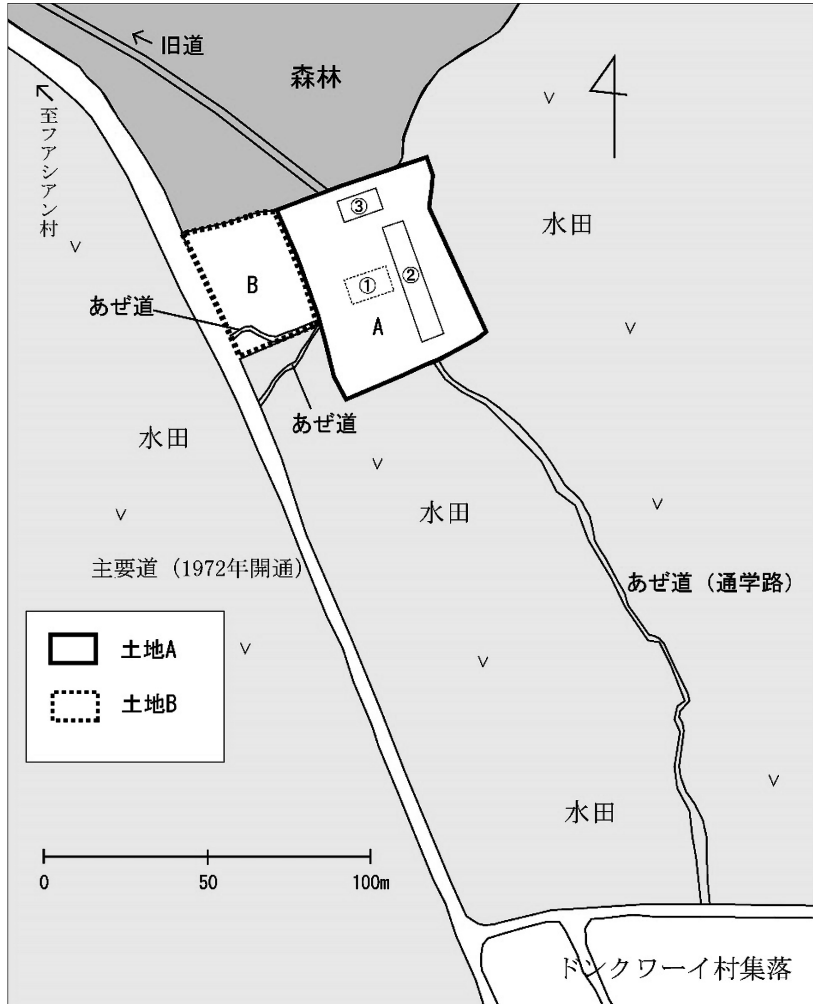 旧道
森林
至フアシアン村
水田
③
②
①
B
A
あぜ道
あぜ道
水田
水田
主要道（1972年開通）
あぜ道（通学路）
土地A
土地B
水田
0 50 100m
ドンクワーイ村集落